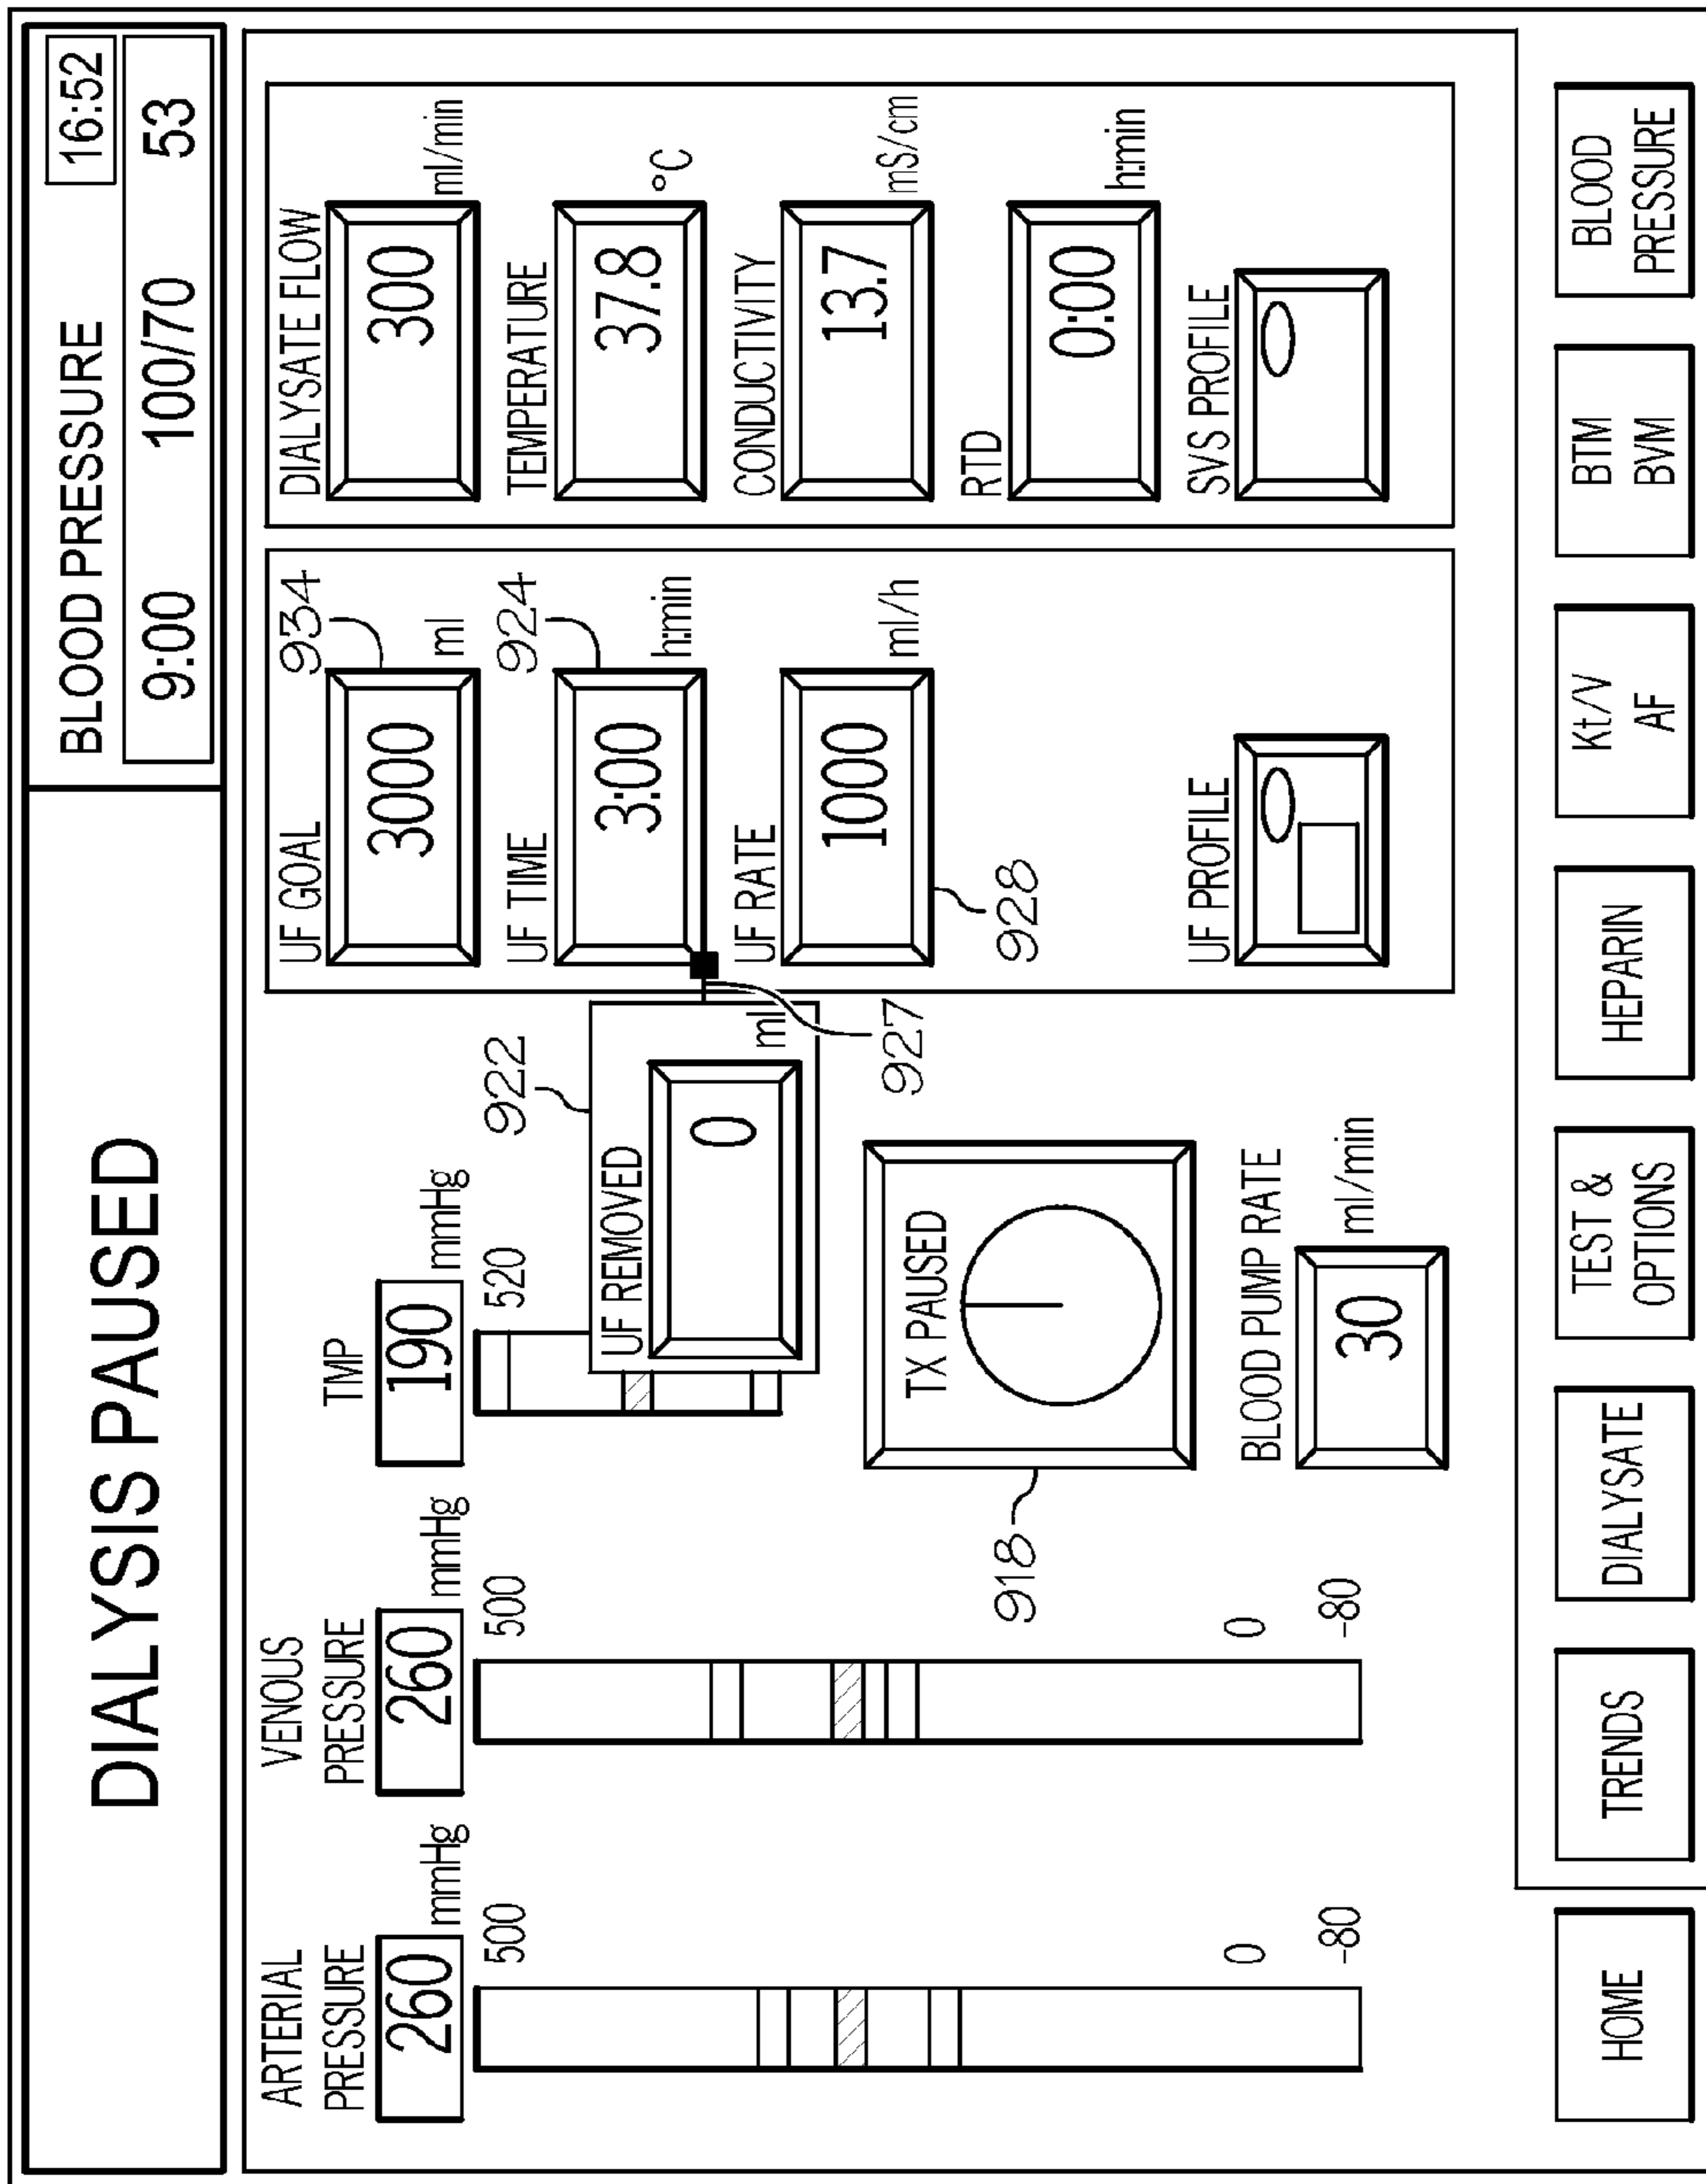 DIALYSIS PAUSED
BLOOD PRESSURE
16:52
9:00 100/70 53
ARTERIAL
PRESSURE
260
mmHg
500
0
-80
VENOUS
PRESSURE
260
mmHg
500
0
-80
TMP
190
mmHg
520
922
UF REMOVED
ml
0
927
918
TX PAUSED
BLOOD PUMP RATE
30
ml/min
UF GOAL
934
3000
ml
UF TIME
924
3:00
h:min
UF RATE
1000
ml/h
928
UF PROFILE
DIALYSATE FLOW
300
ml/min
TEMPERATURE
37.8
°C
CONDUCTIVITY
13.7
mS/cm
RTD
0:00
h:min
SVS PROFILE
HOME
TRENDS
DIALYSATE
TEST &
OPTIONS
HEPARIN
Kt/V
AF
BTM
BVM
BLOOD
PRESSURE